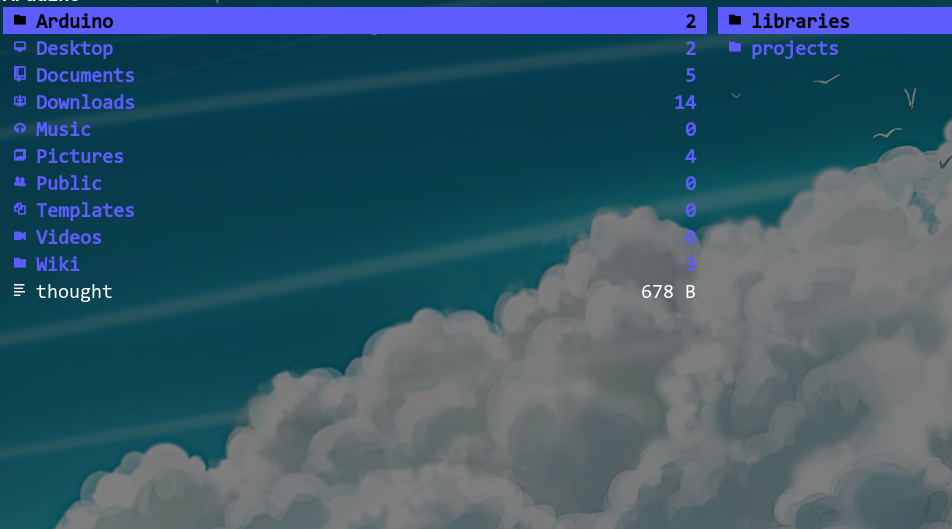 Arduino 2
libraries
Desktop 2
projects
Documents 5
Downloads 14
Music 0
Pictures 4
Public 0
Templates 0
Videos 0
Wiki 3
thought 678 B